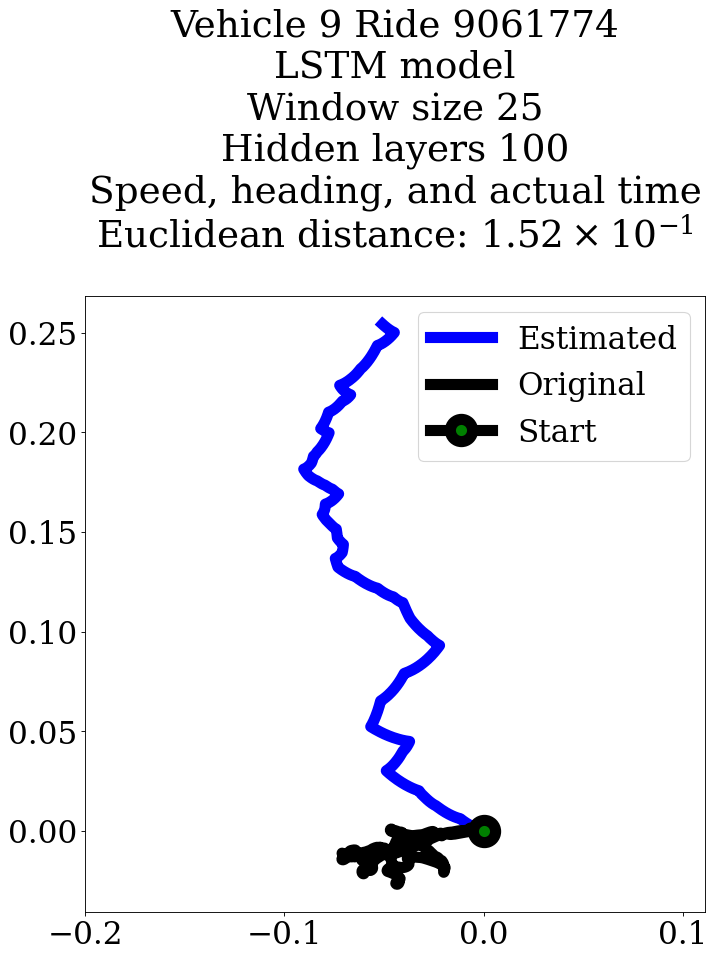 Vehicle 9 Ride 9061774
LSTM model
Window size 25
Hidden layers 100
Speed, heading, and actual time
Euclidean distance: 1.52 × 10⁻¹
Estimated
Original
Start
0.25
0.20
0.15
0.10
0.05
0.00
−0.2 −0.1 0.0 0.1